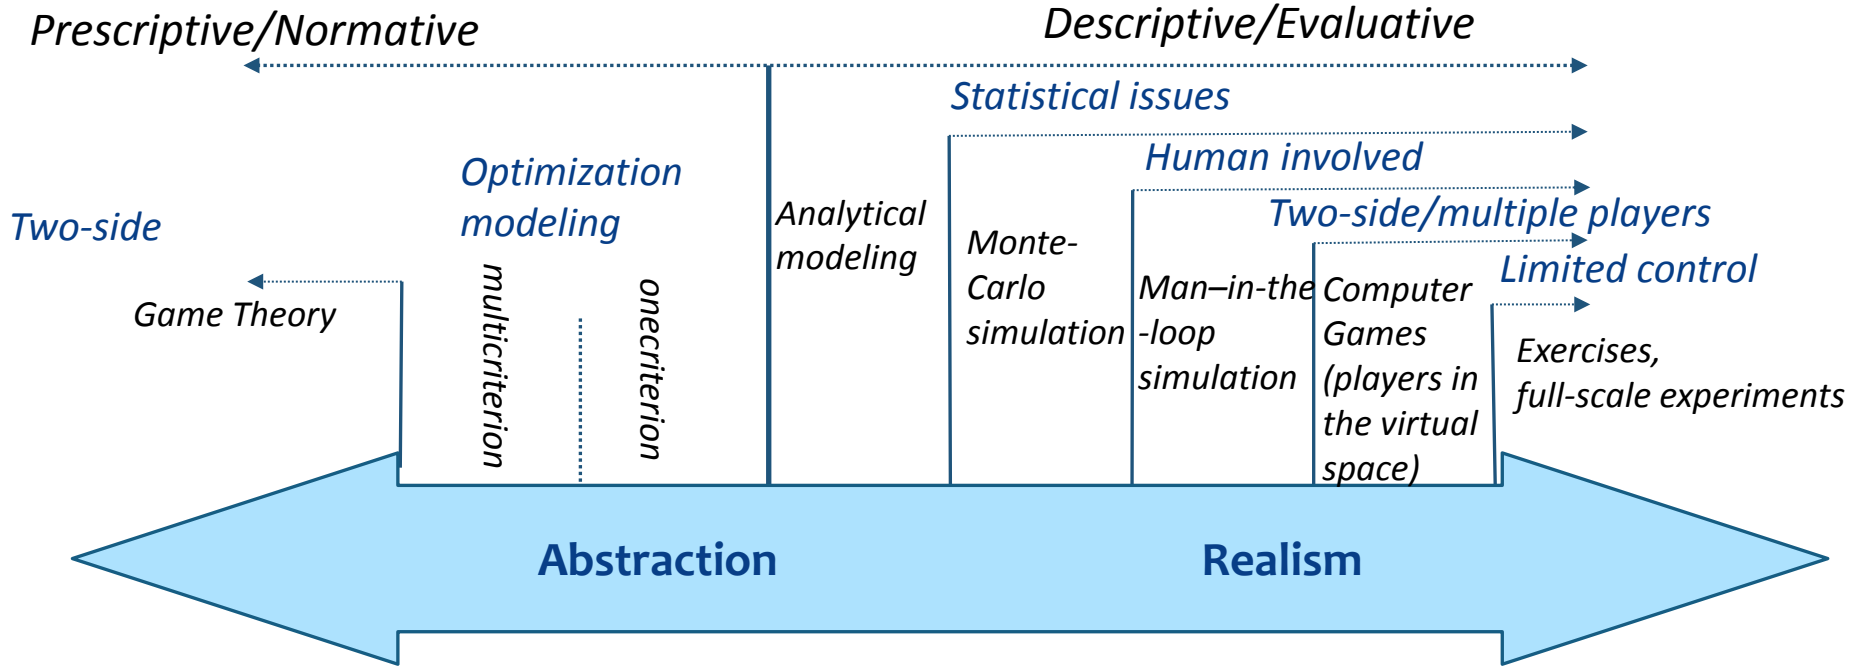 Prescriptive/Normative
Descriptive/Evaluative
Statistical issues
Human involved
Two-side/multiple players
Limited control
Two-side
Game Theory
Optimization
modeling
multicriterion
onecriterion
Analytical
modeling
Monte-
Carlo
simulation
Man–in-the
-loop
simulation
Computer
Games
(players in
the virtual
space)
Exercises,
full-scale experiments
Abstraction
Realism